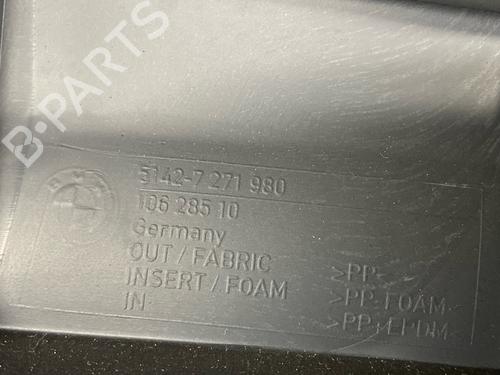 B-PARTS
BMW
5142-7 271 980
106 285 10
Germany
OUT / FABRIC >PP<
INSERT / FOAM >PP-FOAM<
IN >PP+EPDM<